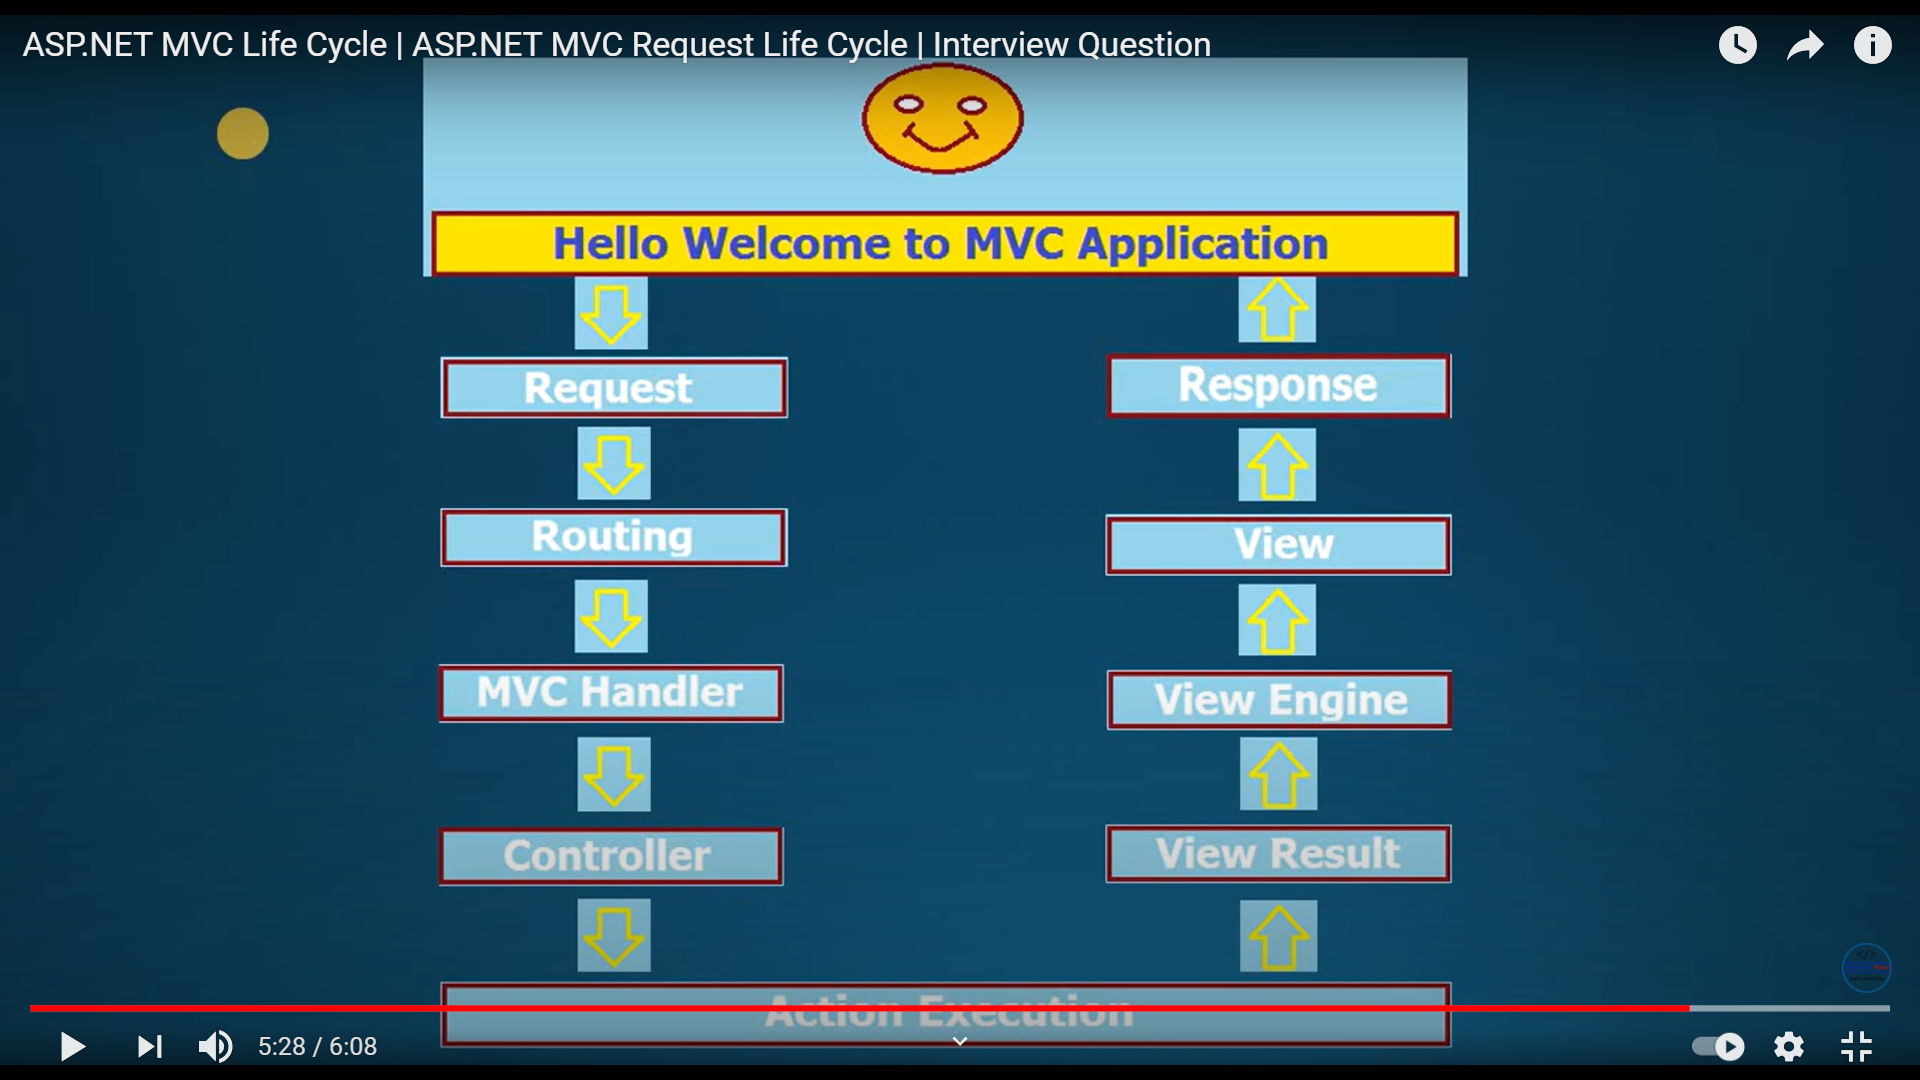 ASP.NET MVC Life Cycle | ASP.NET MVC Request Life Cycle | Interview Question
Hello Welcome to MVC Application
Request
Routing
MVC Handler
Controller
Response
View
View Engine
View Result
Action Execution
5:28 / 6:08